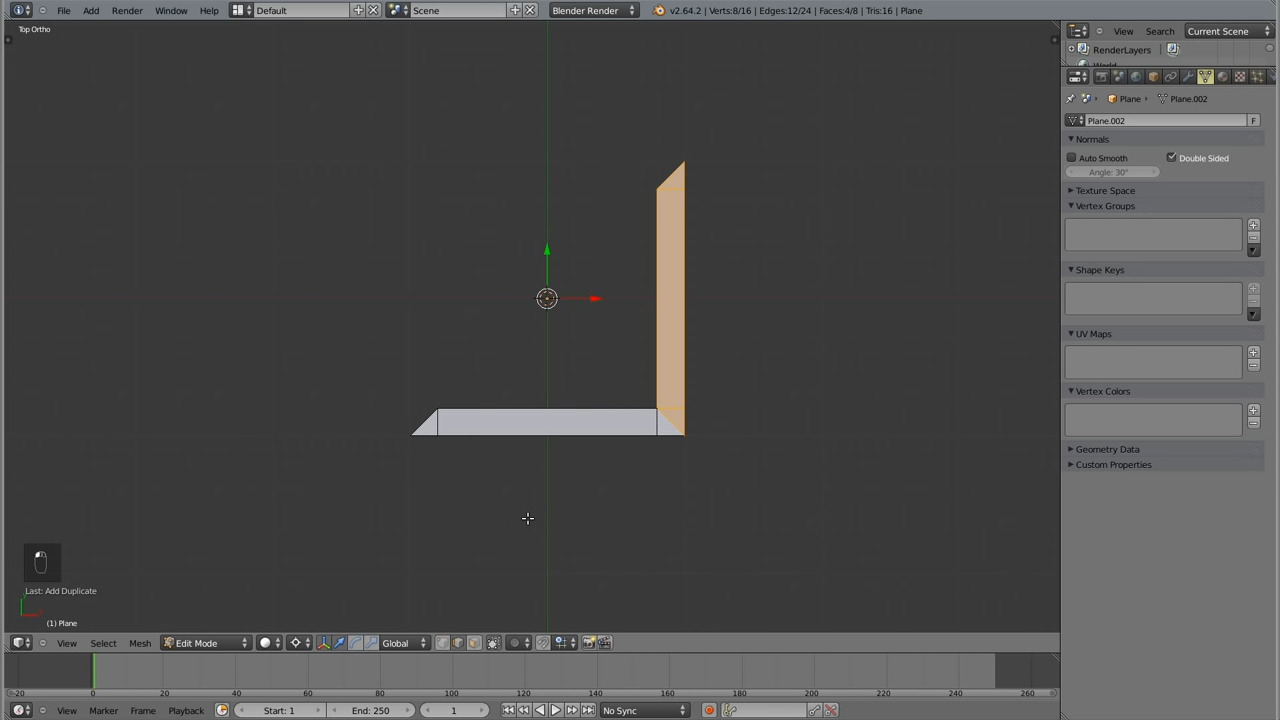 File Add Render Window Help Default Scene Blender Render v2.64.2 | Verts:8/16 | Edges:12/24 | Faces:4/8 | Tris:16 | Plane
Top Ortho
View Search Current Scene
RenderLayers
Plane Plane.002
Plane.002 F
Normals
Auto Smooth Double Sided
Angle: 30°
Texture Space
Vertex Groups
Shape Keys
UV Maps
Vertex Colors
Geometry Data
Custom Properties
Last: Add Duplicate
(1) Plane
View Select Mesh Edit Mode Global
-20 0 20 40 60 80 100 120 140 160 180 200 220 240 260
View Marker Frame Playback Start: 1 End: 250 1 No Sync